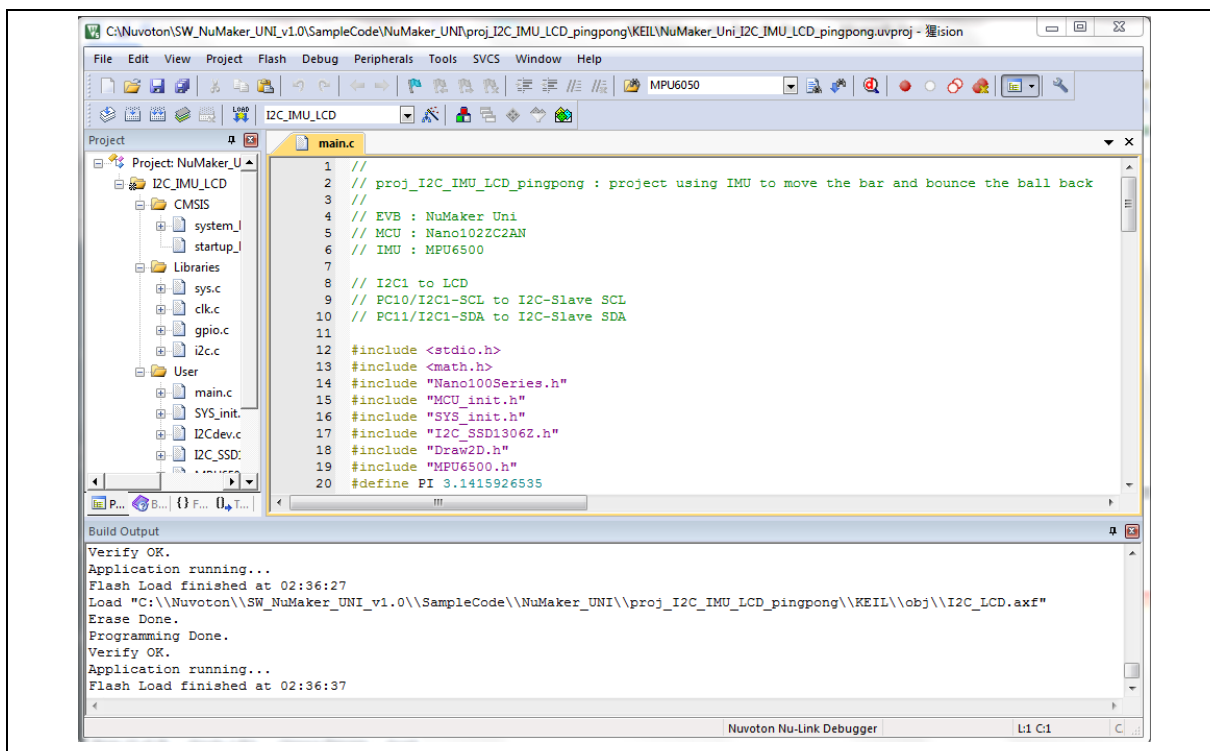 C:\Nuvoton\SW_NuMaker_UNI_v1.0\SampleCode\NuMaker_UNI\proj_I2C_IMU_LCD_pingpong\KEIL\NuMaker_Uni_I2C_IMU_LCD_pingpong.uvproj - 猩ision
File Edit View Project Flash Debug Peripherals Tools SVCS Window Help
MPU6050
LOAD I2C_IMU_LCD
Project
main.c
Project: NuMaker_U
I2C_IMU_LCD
CMSIS
system_
startup_
Libraries
sys.c
clk.c
gpio.c
i2c.c
User
main.c
SYS_init.
I2Cdev.c
I2C_SSD:
P... B... {} F... T...
1 //
2 // proj_I2C_IMU_LCD_pingpong : project using IMU to move the bar and bounce the ball back
3 //
4 // EVB : NuMaker Uni
5 // MCU : Nano102ZC2AN
6 // IMU : MPU6500
7
8 // I2C1 to LCD
9 // PC10/I2C1-SCL to I2C-Slave SCL
10 // PC11/I2C1-SDA to I2C-Slave SDA
11
12 #include <stdio.h>
13 #include <math.h>
14 #include "Nano100Series.h"
15 #include "MCU_init.h"
16 #include "SYS_init.h"
17 #include "I2C_SSD1306Z.h"
18 #include "Draw2D.h"
19 #include "MPU6500.h"
20 #define PI 3.1415926535
Build Output
Verify OK.
Application running...
Flash Load finished at 02:36:27
Load "C:\\Nuvoton\\SW_NuMaker_UNI_v1.0\\SampleCode\\NuMaker_UNI\\proj_I2C_IMU_LCD_pingpong\\KEIL\\obj\\I2C_LCD.axf"
Erase Done.
Programming Done.
Verify OK.
Application running...
Flash Load finished at 02:36:37
Nuvoton Nu-Link Debugger L:1 C:1 C